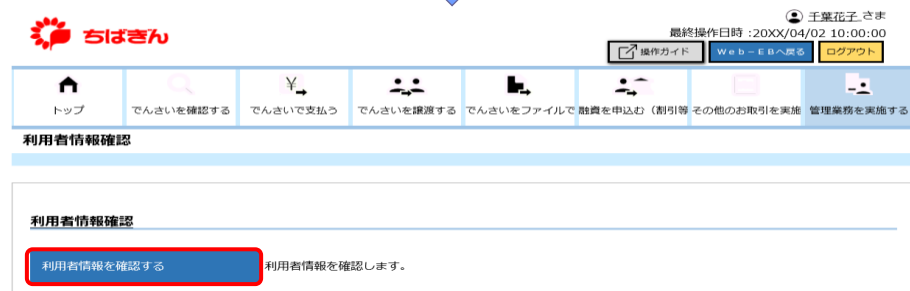 千葉花子 さま
ちばぎん
最終操作日時 :20XX/04/02 10:00:00
操作ガイド Web-EBへ戻る ログアウト
トップ でんさいを確認する でんさいで支払う でんさいを譲渡する でんさいをファイルで 融資を申込む（割引等 その他のお取引を実施 管理業務を実施する
利用者情報確認
利用者情報確認
利用者情報を確認する 利用者情報を確認します。